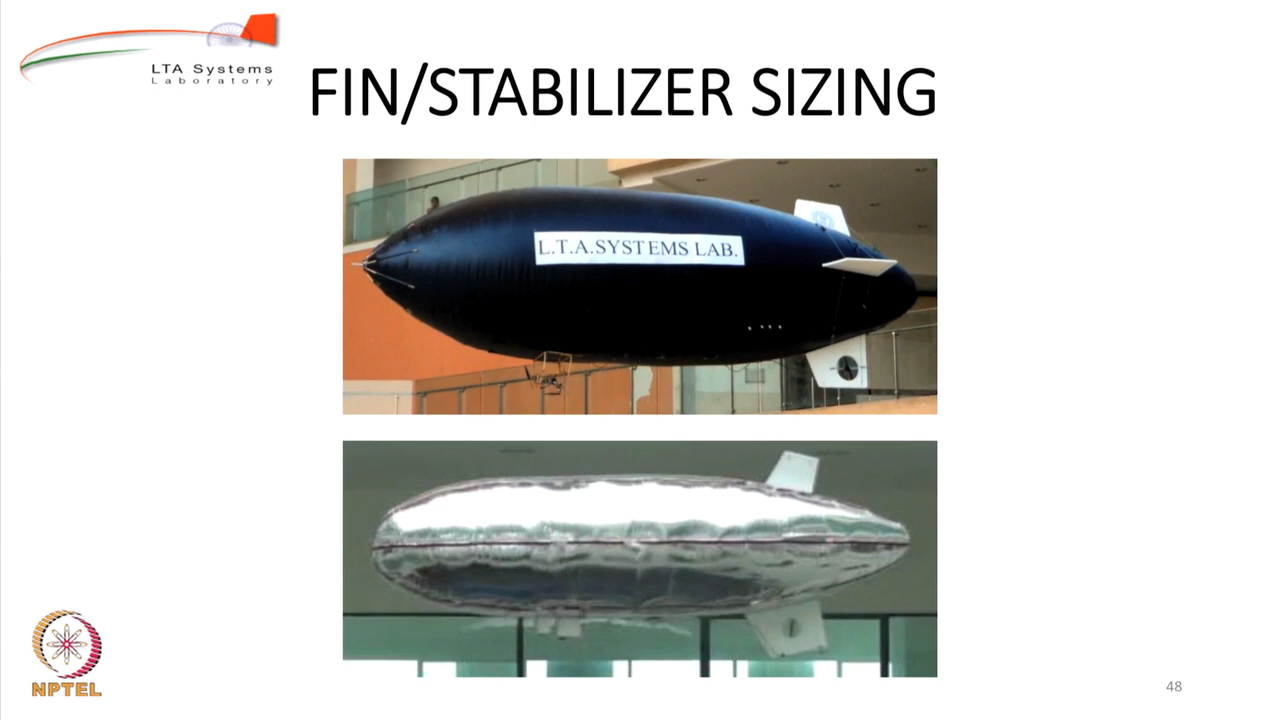 LTA Systems
Laboratory
FIN/STABILIZER SIZING
L.T.A.SYSTEMS LAB.
NPTEL
48